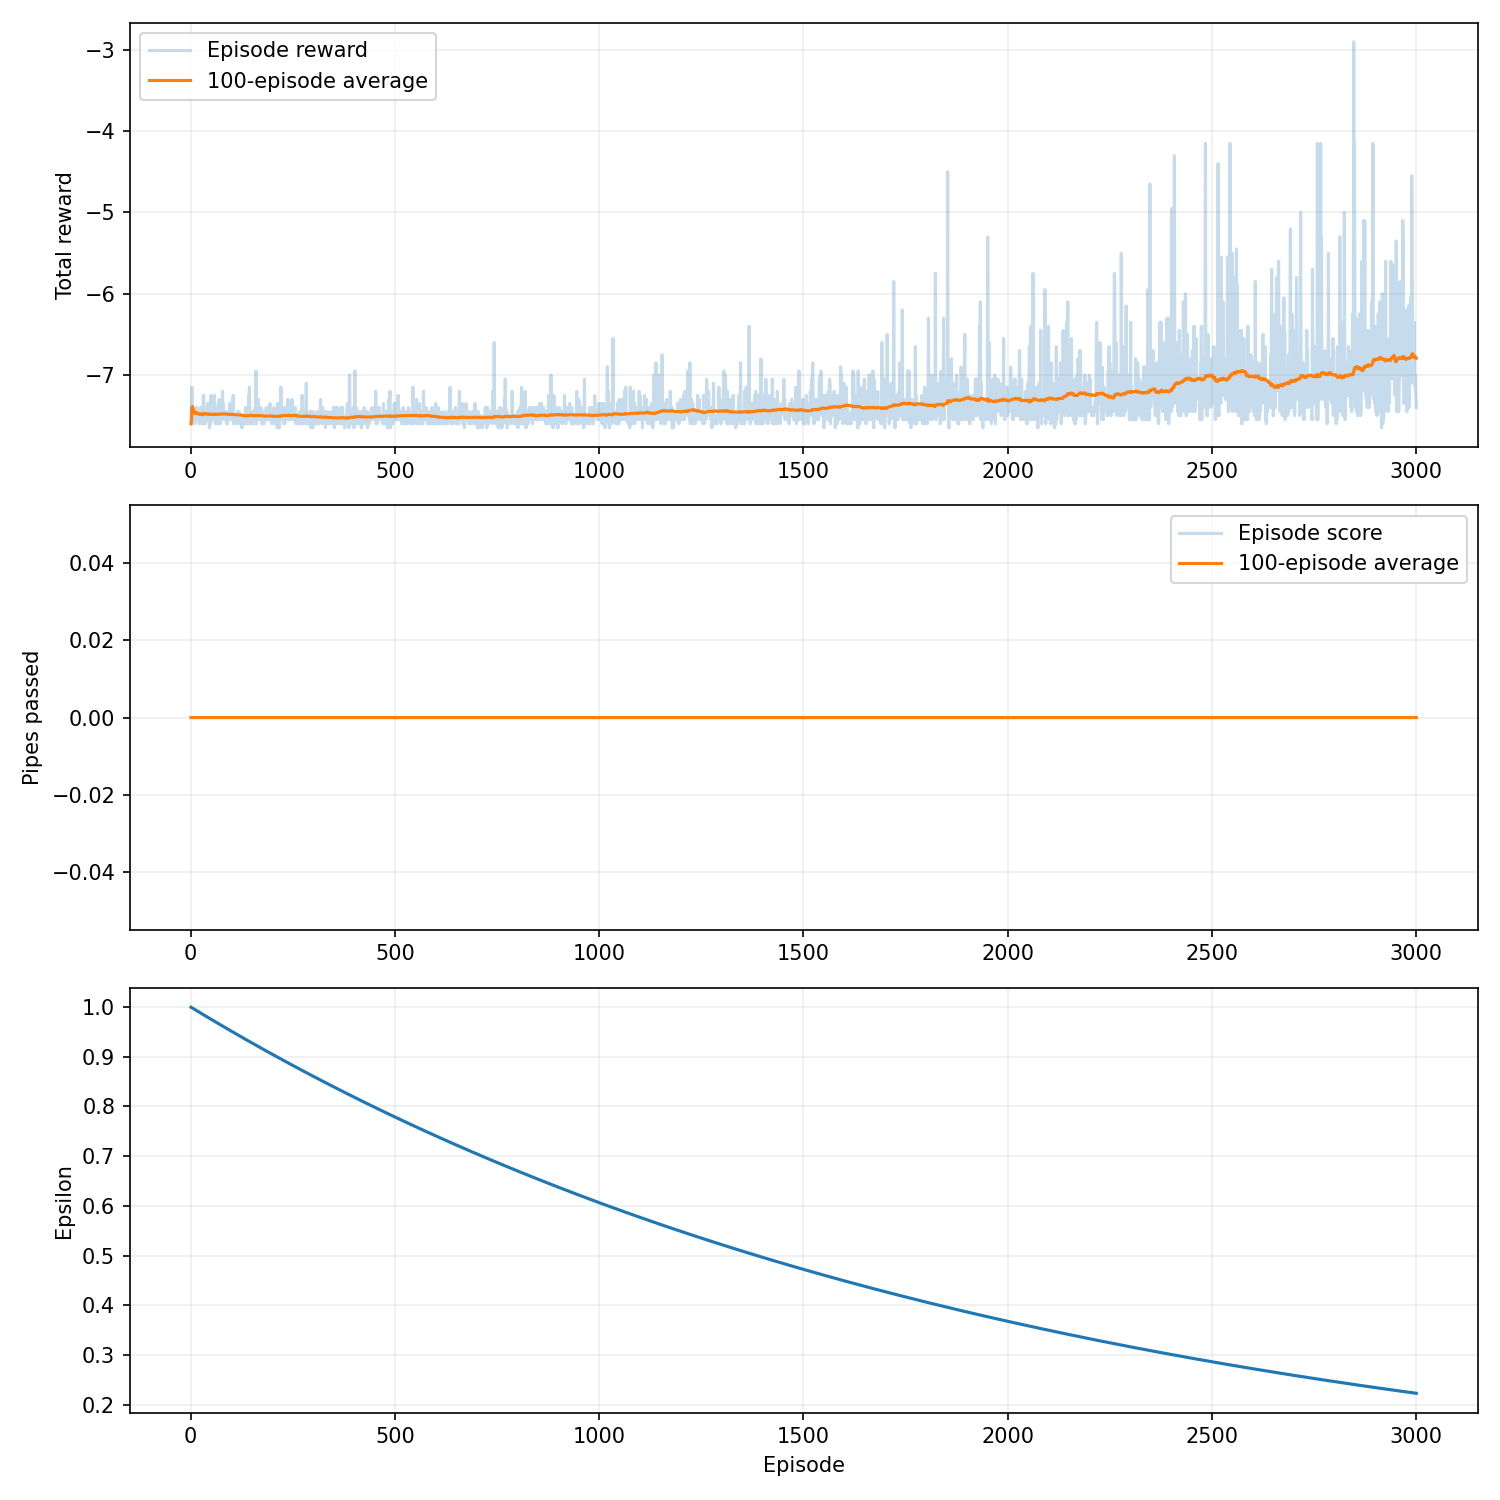 Episode reward
100-episode average
Total reward
−3
−4
−5
−6
−7
0 500 1000 1500 2000 2500 3000
Episode score
100-episode average
Pipes passed
0.04
0.02
0.00
−0.02
−0.04
0 500 1000 1500 2000 2500 3000
Epsilon
1.0
0.9
0.8
0.7
0.6
0.5
0.4
0.3
0.2
0 500 1000 1500 2000 2500 3000
Episode